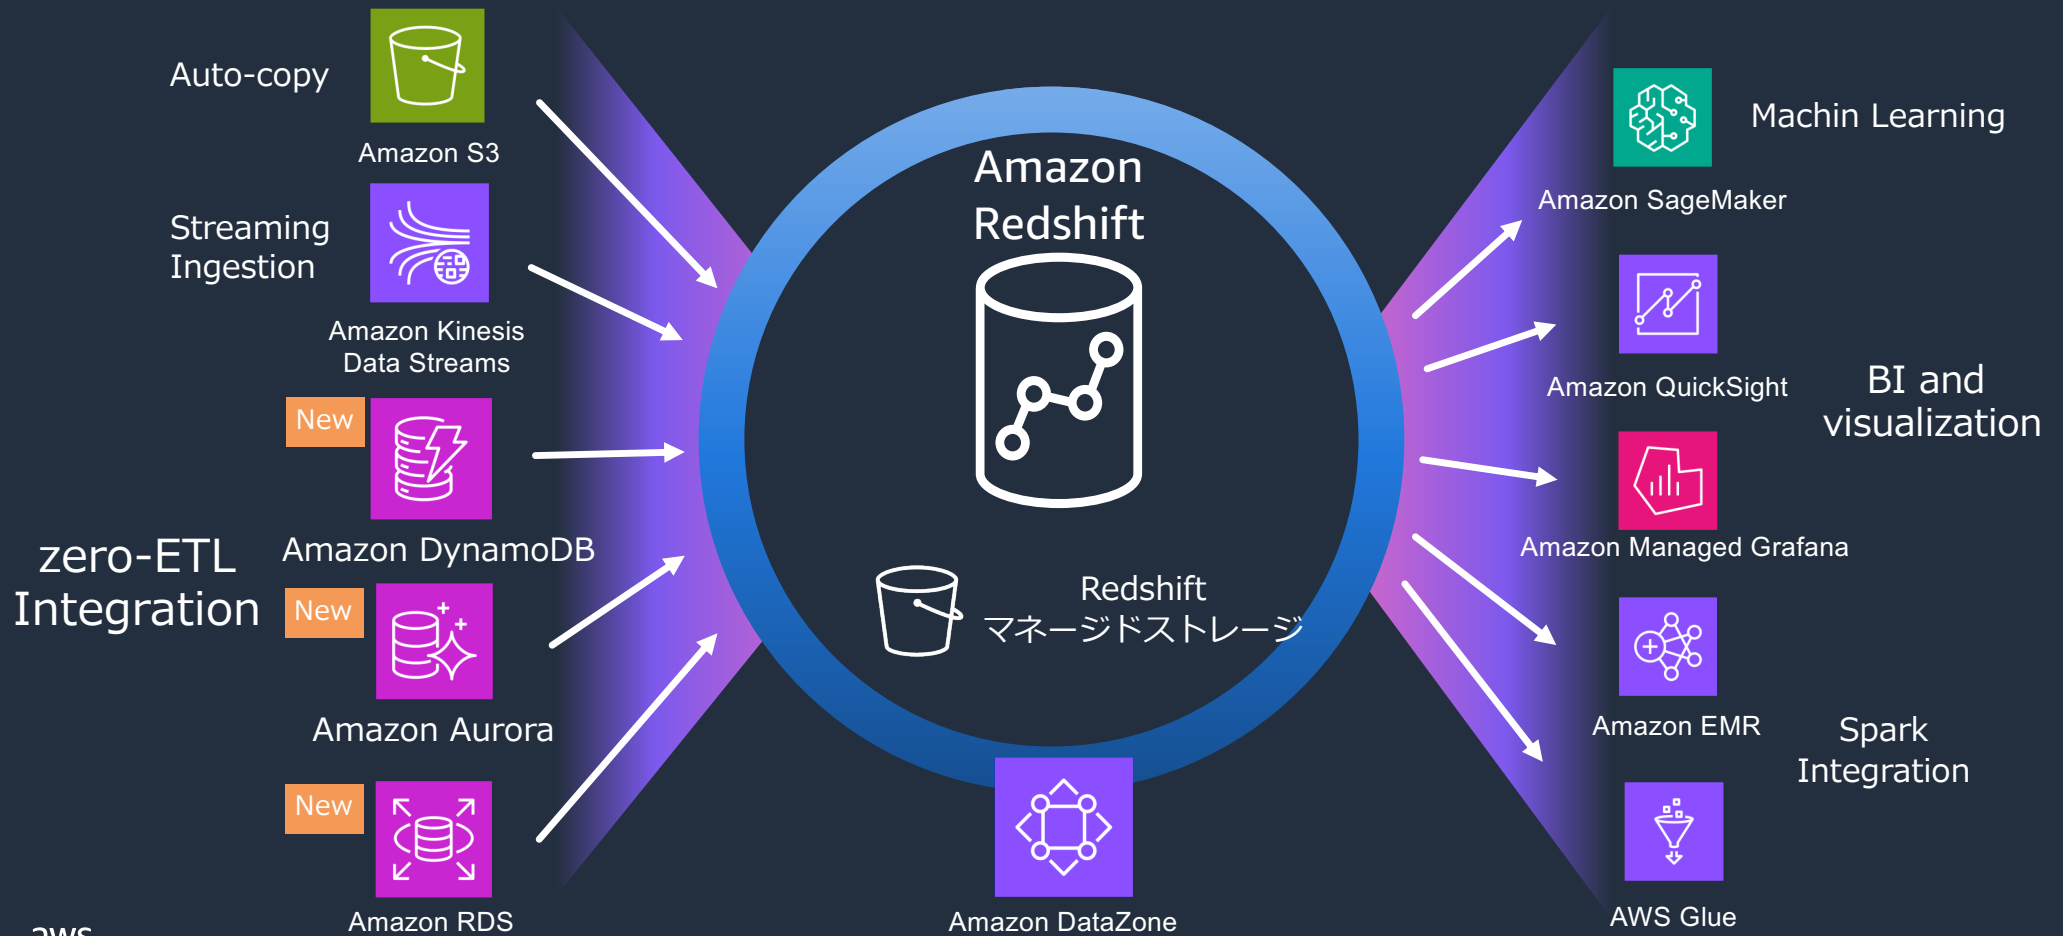 Auto-copy
Amazon S3
Streaming
Ingestion
Amazon Kinesis
Data Streams
New
Amazon DynamoDB
zero-ETL
Integration
New
Amazon Aurora
New
Amazon RDS
aws
Amazon
Redshift
Redshift
マネージドストレージ
Amazon DataZone
Machin Learning
Amazon SageMaker
Amazon QuickSight
BI and
visualization
Amazon Managed Grafana
Amazon EMR
Spark
Integration
AWS Glue